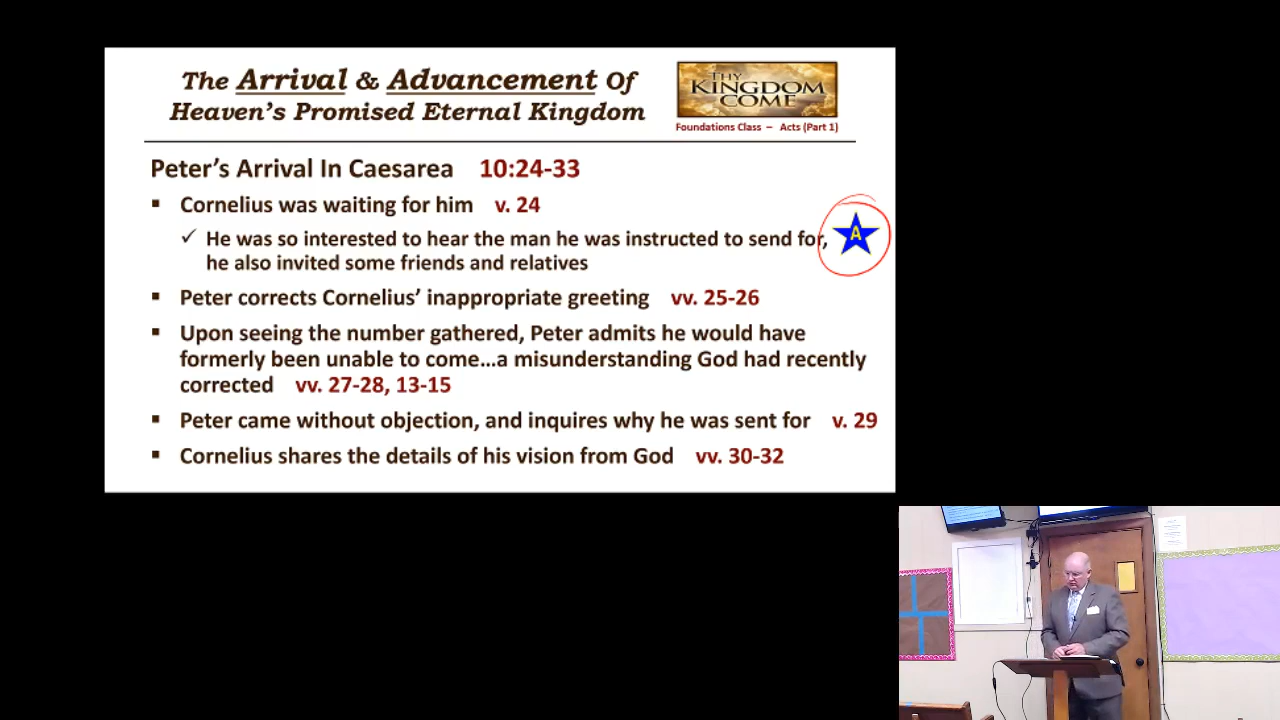 The Arrival & Advancement Of
Heaven's Promised Eternal Kingdom
THY
KINGDOM
COME
Foundations Class – Acts (Part 1)
Peter's Arrival In Caesarea 10:24-33
▪ Cornelius was waiting for him v. 24
✓ He was so interested to hear the man he was instructed to send for,
he also invited some friends and relatives
A
▪ Peter corrects Cornelius' inappropriate greeting vv. 25-26
▪ Upon seeing the number gathered, Peter admits he would have
formerly been unable to come…a misunderstanding God had recently
corrected vv. 27-28, 13-15
▪ Peter came without objection, and inquires why he was sent for v. 29
▪ Cornelius shares the details of his vision from God vv. 30-32